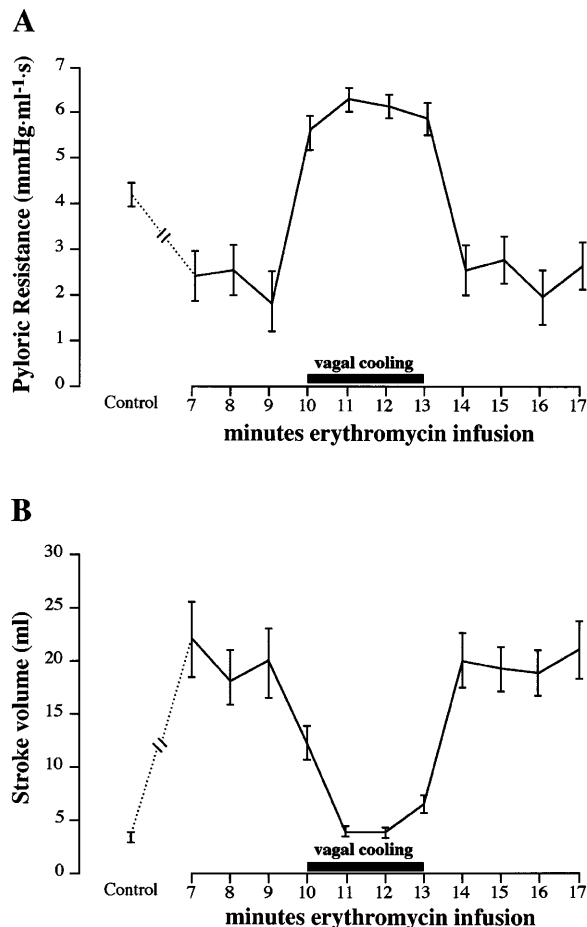 A
Pyloric Resistance (mmHg·ml⁻¹·s)
7
6
5
4
3
2
1
0
vagal cooling
Control
7 8 9 10 11 12 13 14 15 16 17
minutes erythromycin infusion
B
Stroke volume (ml)
30
25
20
15
10
5
0
vagal cooling
Control
7 8 9 10 11 12 13 14 15 16 17
minutes erythromycin infusion